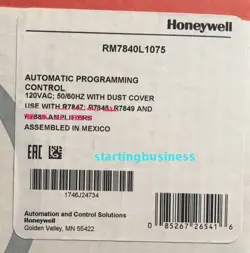 Honeywell
RM7840L1075
AUTOMATIC PROGRAMMING
CONTROL
120VAC; 50/60HZ WITH DUST COVER
USE WITH R7847, R7848, R7849 AND
AMPLIFIERS
ASSEMBLED IN MEXICO
EAC
startingbusiness
1746J24734
Automation and Control Solutions
Honeywell
Golden Valley, MN 55422
0 85267 26541 6